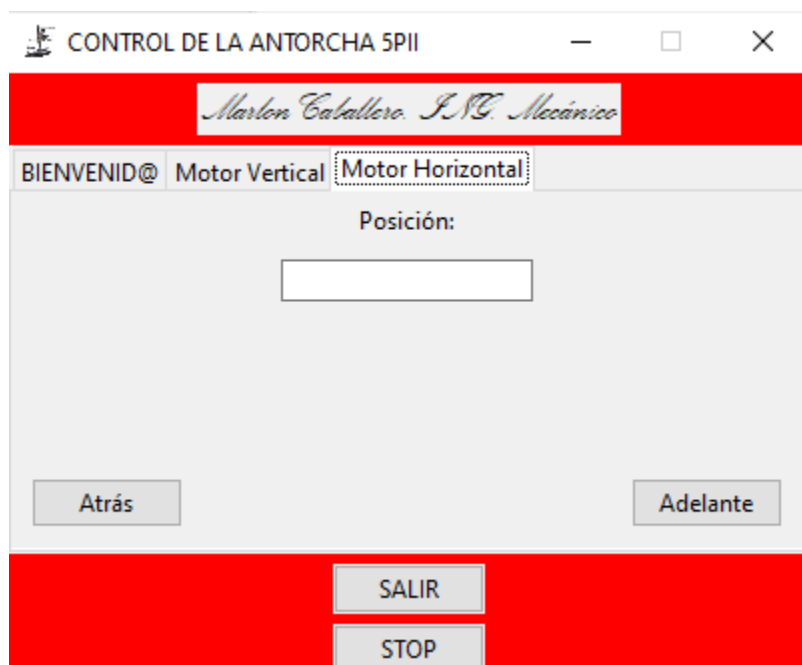 CONTROL DE LA ANTORCHA 5PII
Marlon Caballero. ING. Mecánico
BIENVENID@ Motor Vertical Motor Horizontal
Posición:
Atrás Adelante
SALIR
STOP